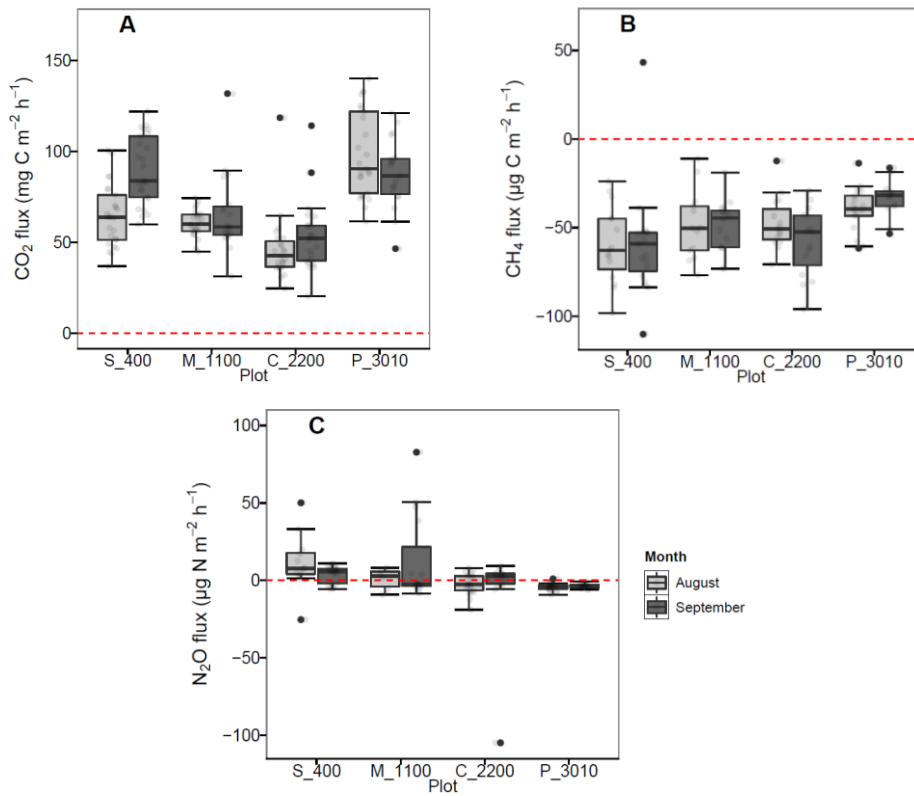 A
CO₂ flux (mg C m⁻² h⁻¹)
150
100
50
0
S_400 M_1100 C_2200 P_3010
Plot
B
CH₄ flux (µg C m⁻² h⁻¹)
50
0
−50
−100
S_400 M_1100 C_2200 P_3010
Plot
C
N₂O flux (µg N m⁻² h⁻¹)
100
50
0
−50
−100
S_400 M_1100 C_2200 P_3010
Plot
Month
August
September